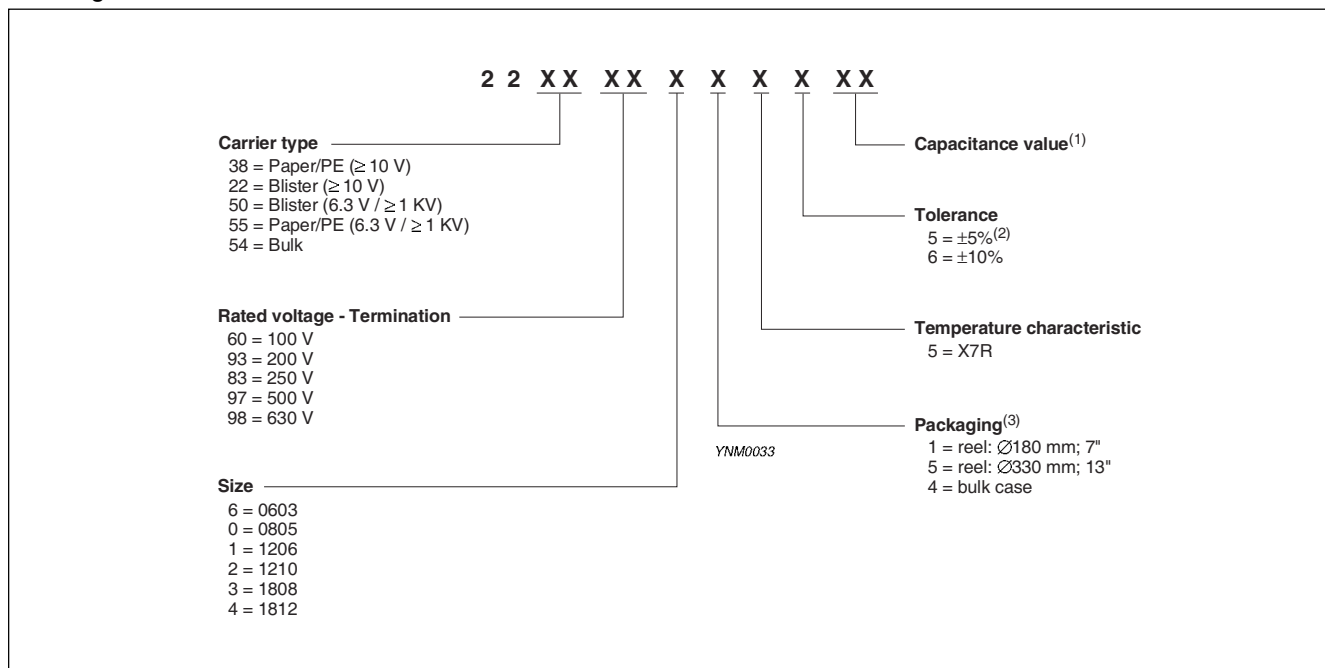 2 2 X X X X X X X X X X
Carrier type
38 = Paper/PE (≥ 10 V)
22 = Blister (≥ 10 V)
50 = Blister (6.3 V / ≥ 1 KV)
55 = Paper/PE (6.3 V / ≥ 1 KV)
54 = Bulk
Rated voltage - Termination
60 = 100 V
93 = 200 V
83 = 250 V
97 = 500 V
98 = 630 V
Size
6 = 0603
0 = 0805
1 = 1206
2 = 1210
3 = 1808
4 = 1812
Capacitance value(1)
Tolerance
5 = ±5%(2)
6 = ±10%
Temperature characteristic
5 = X7R
Packaging(3)
1 = reel: Ø180 mm; 7"
5 = reel: Ø330 mm; 13"
4 = bulk case
YNM0033